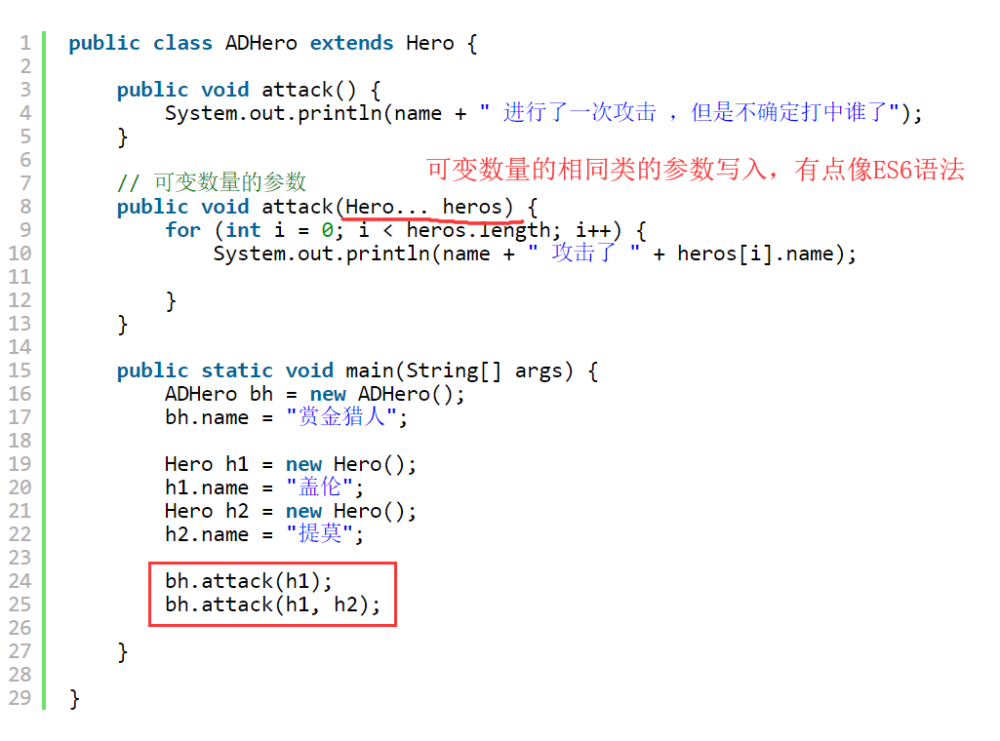 1 public class ADHero extends Hero {
2
3 public void attack() {
4 System.out.println(name + " 进行了一次攻击 ，但是不确定打中谁了");
5 }
6
可变数量的相同类的参数写入，有点像ES6语法
7 // 可变数量的参数
8 public void attack(Hero... heros) {
9 for (int i = 0; i < heros.length; i++) {
10 System.out.println(name + " 攻击了 " + heros[i].name);
11
12 }
13 }
14
15 public static void main(String[] args) {
16 ADHero bh = new ADHero();
17 bh.name = "赏金猎人";
18
19 Hero h1 = new Hero();
20 h1.name = "盖伦";
21 Hero h2 = new Hero();
22 h2.name = "提莫";
23
24 bh.attack(h1);
25 bh.attack(h1, h2);
26
27 }
28
29 }